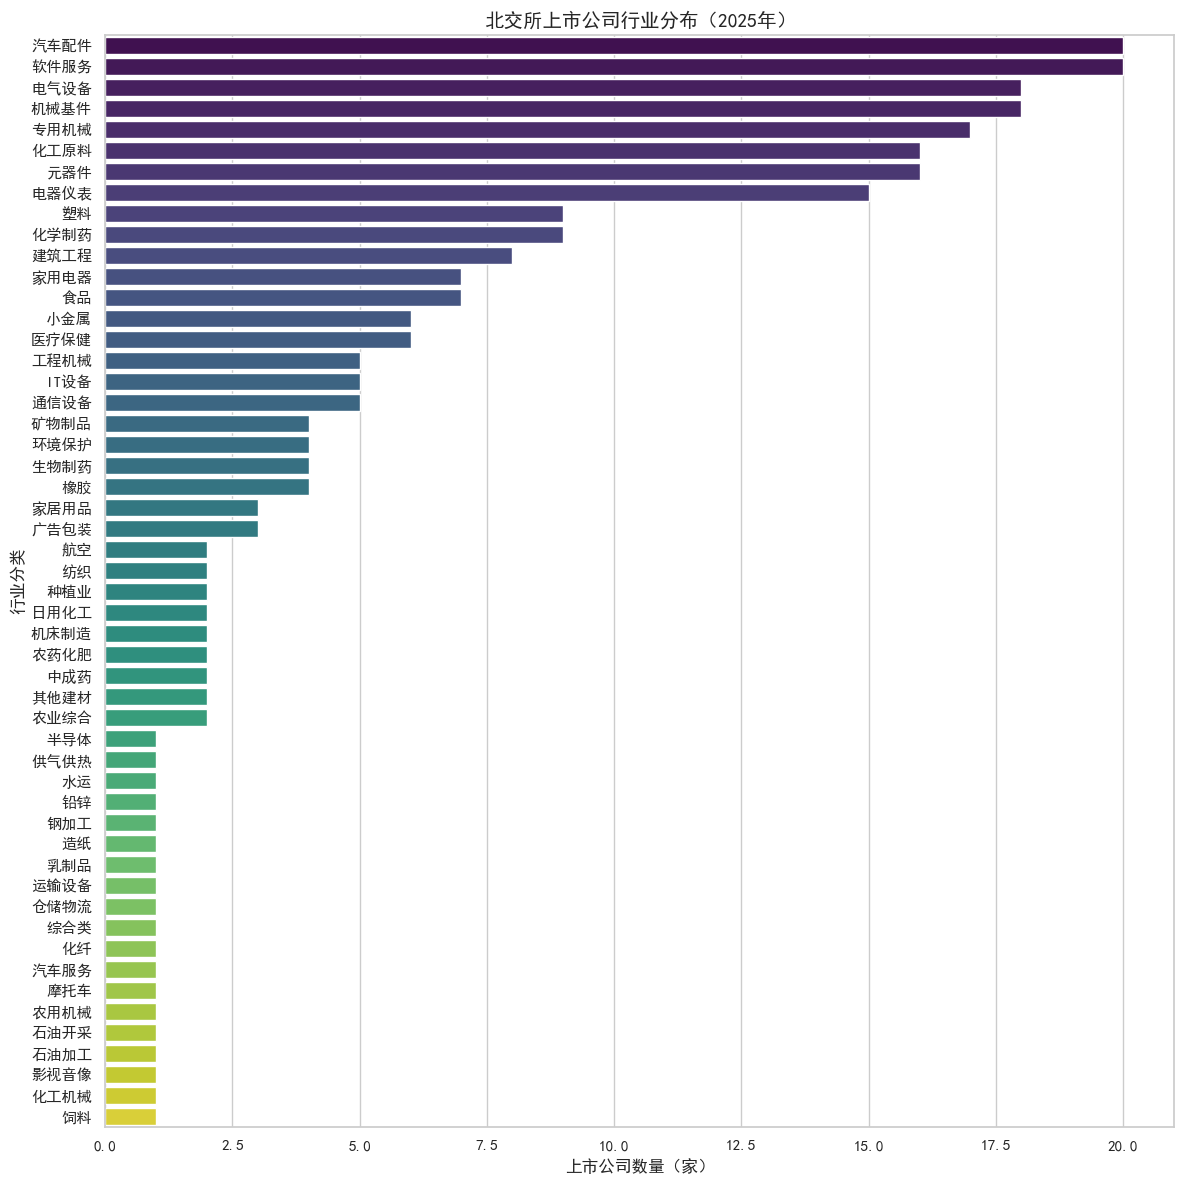 北交所上市公司行业分布（2025年）
汽车配件
软件服务
电气设备
机械基件
专用机械
化工原料
元器件
电器仪表
塑料
化学制药
建筑工程
家用电器
食品
小金属
医疗保健
工程机械
IT设备
通信设备
矿物制品
环境保护
生物制药
橡胶
家居用品
广告包装
航空
纺织
种植业
日用化工
机床制造
农药化肥
中成药
其他建材
农业综合
半导体
供气供热
水运
铅锌
钢加工
造纸
乳制品
运输设备
仓储物流
综合类
化纤
汽车服务
摩托车
农用机械
石油开采
石油加工
影视音像
化工机械
饲料
行业分类
0.0 2.5 5.0 7.5 10.0 12.5 15.0 17.5 20.0
上市公司数量（家）